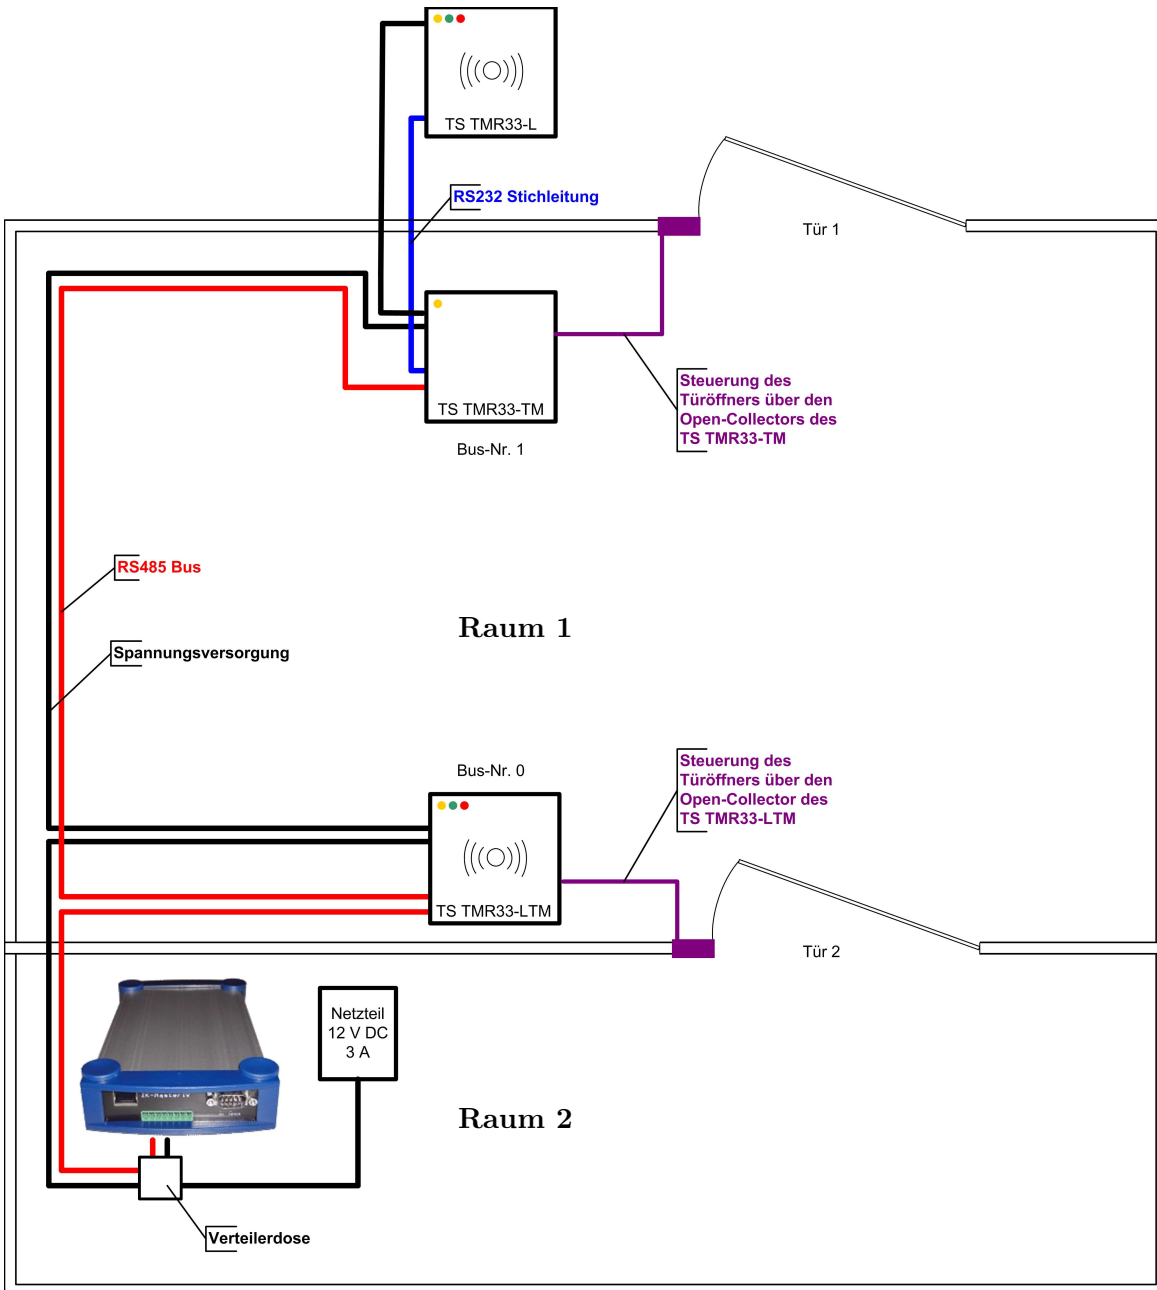 TS TMR33-L
RS232 Stichleitung
Tür 1
TS TMR33-TM
Bus-Nr. 1
Steuerung des
Türöffners über den
Open-Collectors des
TS TMR33-TM
RS485 Bus
Raum 1
Spannungsversorgung
Bus-Nr. 0
Steuerung des
Türöffners über den
Open-Collector des
TS TMR33-LTM
TS TMR33-LTM
Tür 2
Netzteil
12 V DC
3 A
Raum 2
Verteilerdose